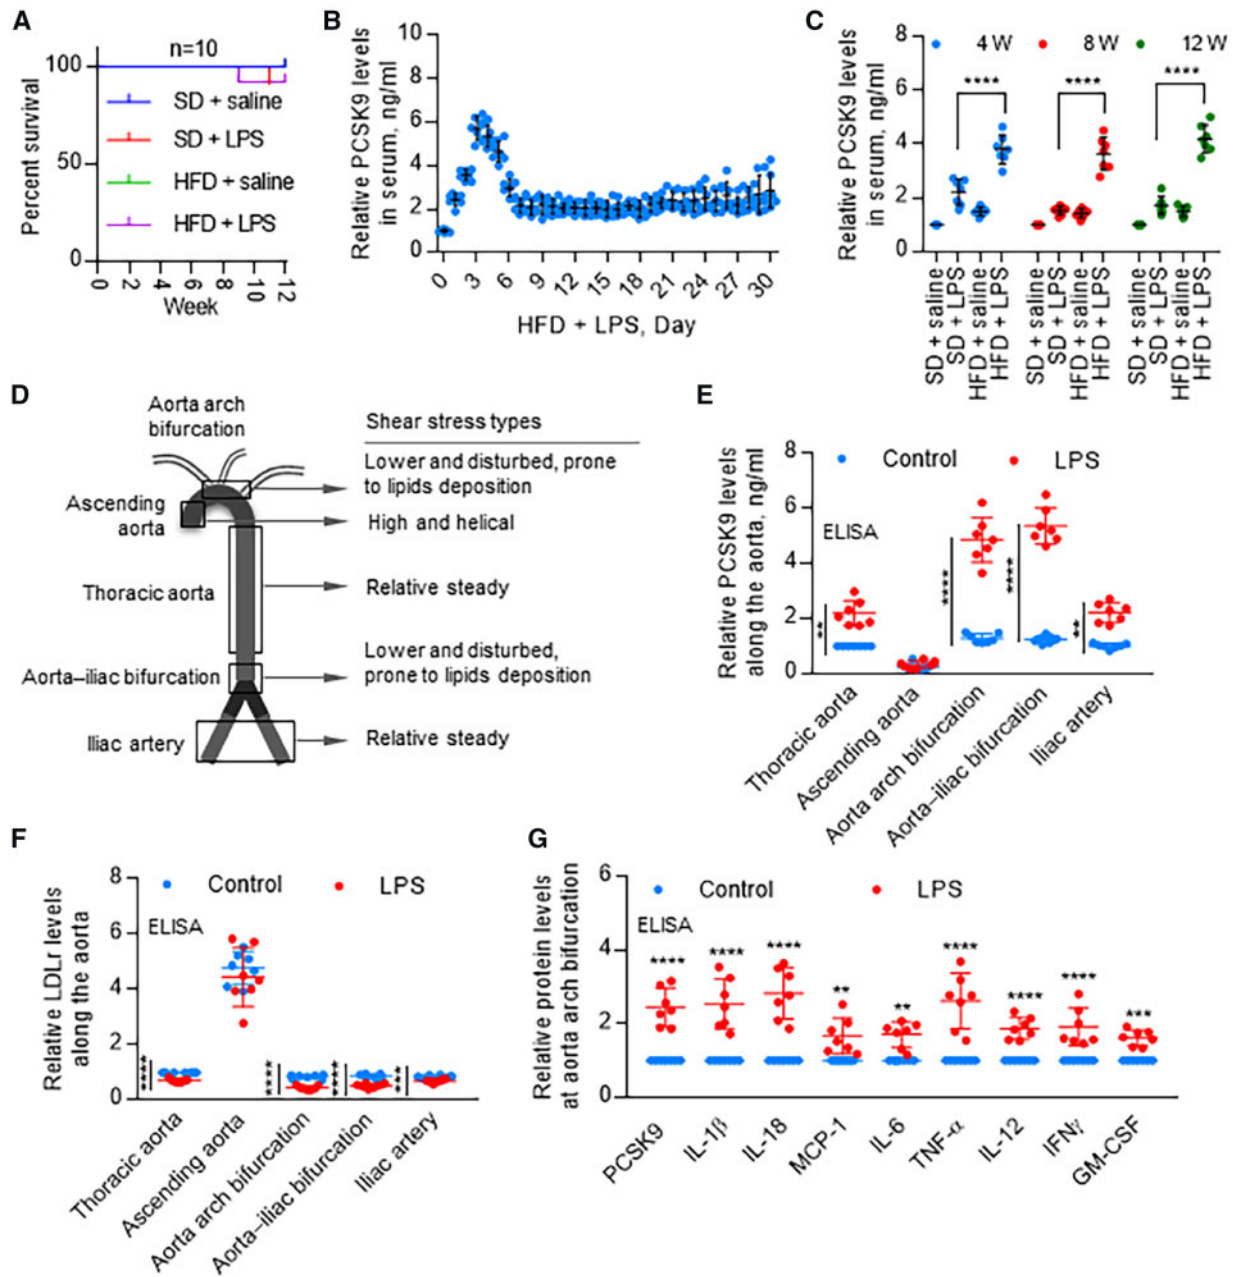 A
n=10
Percent survival
100
50
0
SD + saline
SD + LPS
HFD + saline
HFD + LPS
0 2 4 6 8 10 12
Week
B
Relative PCSK9 levels
in serum, ng/ml
10
8
6
4
2
0
0 3 6 9 12 15 18 21 24 27 30
HFD + LPS, Day
C
Relative PCSK9 levels
in serum, ng/ml
8
6
4
2
0
4 W 8 W 12 W
**** **** ****
SD + saline
SD + LPS
HFD + saline
HFD + LPS
SD + saline
SD + LPS
HFD + saline
HFD + LPS
SD + saline
SD + LPS
HFD + saline
HFD + LPS
D
Aorta arch
bifurcation
Ascending
aorta
Thoracic aorta
Aorta–iliac bifurcation
Iliac artery
Shear stress types
Lower and disturbed, prone
to lipids deposition
High and helical
Relative steady
Lower and disturbed,
prone to lipids deposition
Relative steady
E
Relative PCSK9 levels
along the aorta, ng/ml
8
6
4
2
0
Control LPS
ELISA
** **** **** **
Thoracic aorta
Ascending aorta
Aorta arch bifurcation
Aorta–iliac bifurcation
Iliac artery
F
Relative LDLr levels
along the aorta
8
6
4
2
0
Control LPS
ELISA
**** **** **** ***
Thoracic aorta
Ascending aorta
Aorta arch bifurcation
Aorta–iliac bifurcation
Iliac artery
G
Relative protein levels
at aorta arch bifurcation
6
4
2
0
Control LPS
ELISA
**** **** **** ** ** **** **** **** ***
PCSK9
IL-1β
IL-18
MCP-1
IL-6
TNF-α
IL-12
IFNγ
GM-CSF